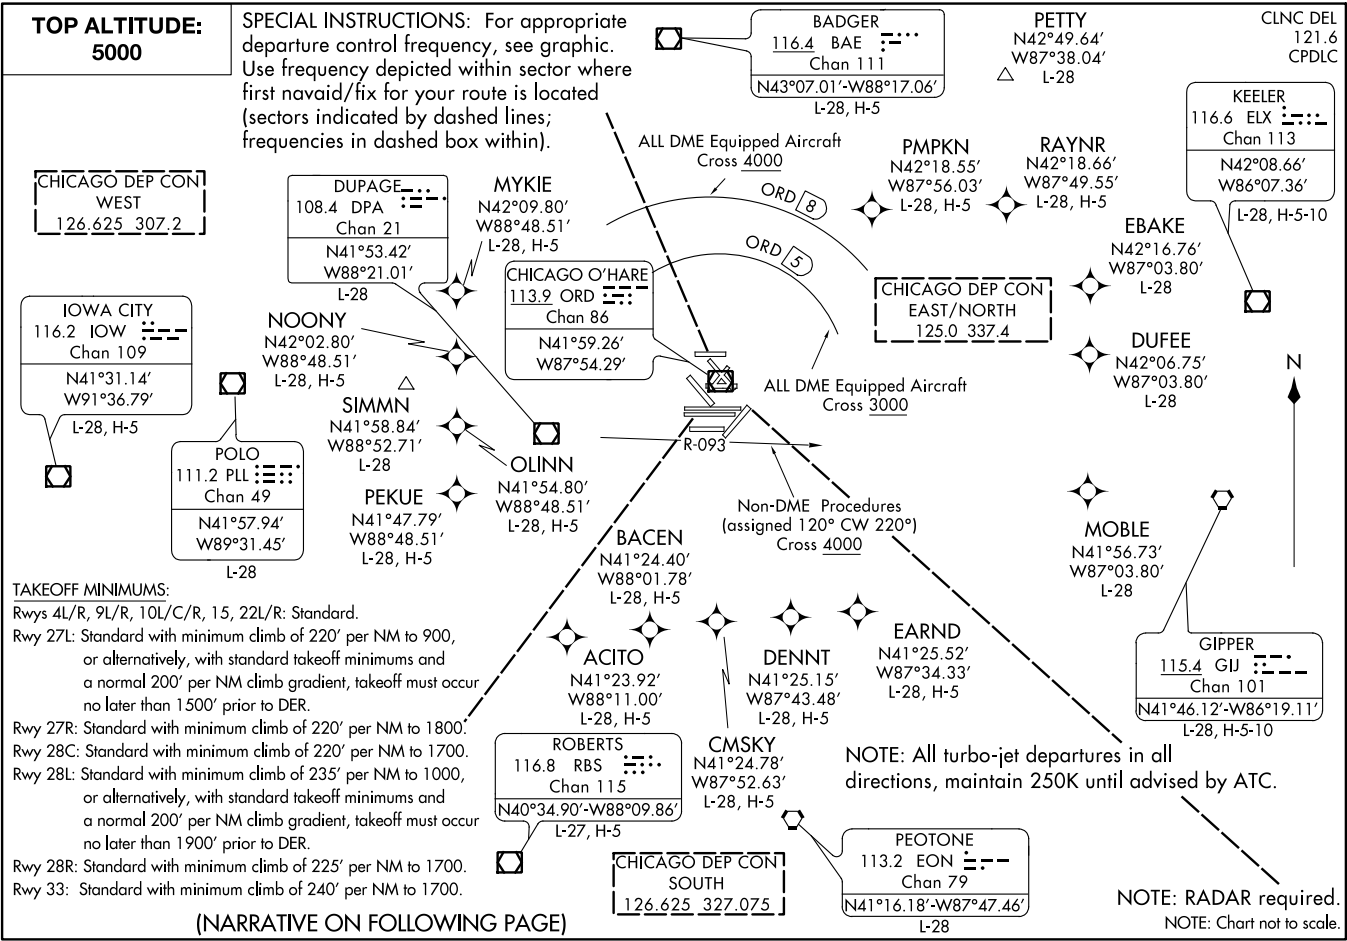 TOP ALTITUDE:
5000
SPECIAL INSTRUCTIONS: For appropriate
departure control frequency, see graphic.
Use frequency depicted within sector where
first navaid/fix for your route is located
(sectors indicated by dashed lines;
frequencies in dashed box within).
BADGER
116.4 BAE
Chan 111
N43°07.01′-W88°17.06′
L-28, H-5
PETTY
N42°49.64′
W87°38.04′
L-28
CLNC DEL
121.6
CPDLC
KEELER
116.6 ELX
Chan 113
N42°08.66′
W86°07.36′
L-28, H-5-10
ALL DME Equipped Aircraft
Cross 4000
ORD 8
ORD 5
PMPKN
N42°18.55′
W87°56.03′
L-28, H-5
RAYNR
N42°18.66′
W87°49.55′
L-28, H-5
CHICAGO DEP CON
WEST
126.625 307.2
DUPAGE
108.4 DPA
Chan 21
N41°53.42′
W88°21.01′
L-28
MYKIE
N42°09.80′
W88°48.51′
L-28, H-5
EBAKE
N42°16.76′
W87°03.80′
L-28
CHICAGO O'HARE
113.9 ORD
Chan 86
N41°59.26′
W87°54.29′
CHICAGO DEP CON
EAST/NORTH
125.0 337.4
IOWA CITY
116.2 IOW
Chan 109
N41°31.14′
W91°36.79′
L-28, H-5
NOONY
N42°02.80′
W88°48.51′
L-28, H-5
DUFEE
N42°06.75′
W87°03.80′
L-28
N
ALL DME Equipped Aircraft
Cross 3000
SIMMN
N41°58.84′
W88°52.71′
L-28
POLO
111.2 PLL
Chan 49
N41°57.94′
W89°31.45′
L-28
R-093
OLINN
N41°54.80′
W88°48.51′
L-28, H-5
PEKUE
N41°47.79′
W88°48.51′
L-28, H-5
Non-DME Procedures
(assigned 120° CW 220°)
Cross 4000
MOBLE
N41°56.73′
W87°03.80′
L-28
BACEN
N41°24.40′
W88°01.78′
L-28, H-5
TAKEOFF MINIMUMS:
Rwys 4L/R, 9L/R, 10L/C/R, 15, 22L/R: Standard.
Rwy 27L: Standard with minimum climb of 220′ per NM to 900,
or alternatively, with standard takeoff minimums and
a normal 200′ per NM climb gradient, takeoff must occur
no later than 1500′ prior to DER.
Rwy 27R: Standard with minimum climb of 220′ per NM to 1800.
Rwy 28C: Standard with minimum climb of 220′ per NM to 1700.
Rwy 28L: Standard with minimum climb of 235′ per NM to 1000,
or alternatively, with standard takeoff minimums and
a normal 200′ per NM climb gradient, takeoff must occur
no later than 1900′ prior to DER.
Rwy 28R: Standard with minimum climb of 225′ per NM to 1700.
Rwy 33: Standard with minimum climb of 240′ per NM to 1700.
ACITO
N41°23.92′
W88°11.00′
L-28, H-5
DENNT
N41°25.15′
W87°43.48′
L-28, H-5
EARND
N41°25.52′
W87°34.33′
L-28, H-5
GIPPER
115.4 GIJ
Chan 101
N41°46.12′-W86°19.11′
L-28, H-5-10
ROBERTS
116.8 RBS
Chan 115
N40°34.90′-W88°09.86′
L-27, H-5
CMSKY
N41°24.78′
W87°52.63′
L-28, H-5
NOTE: All turbo-jet departures in all
directions, maintain 250K until advised by ATC.
CHICAGO DEP CON
SOUTH
126.625 327.075
PEOTONE
113.2 EON
Chan 79
N41°16.18′-W87°47.46′
L-28
NOTE: RADAR required.
NOTE: Chart not to scale.
(NARRATIVE ON FOLLOWING PAGE)